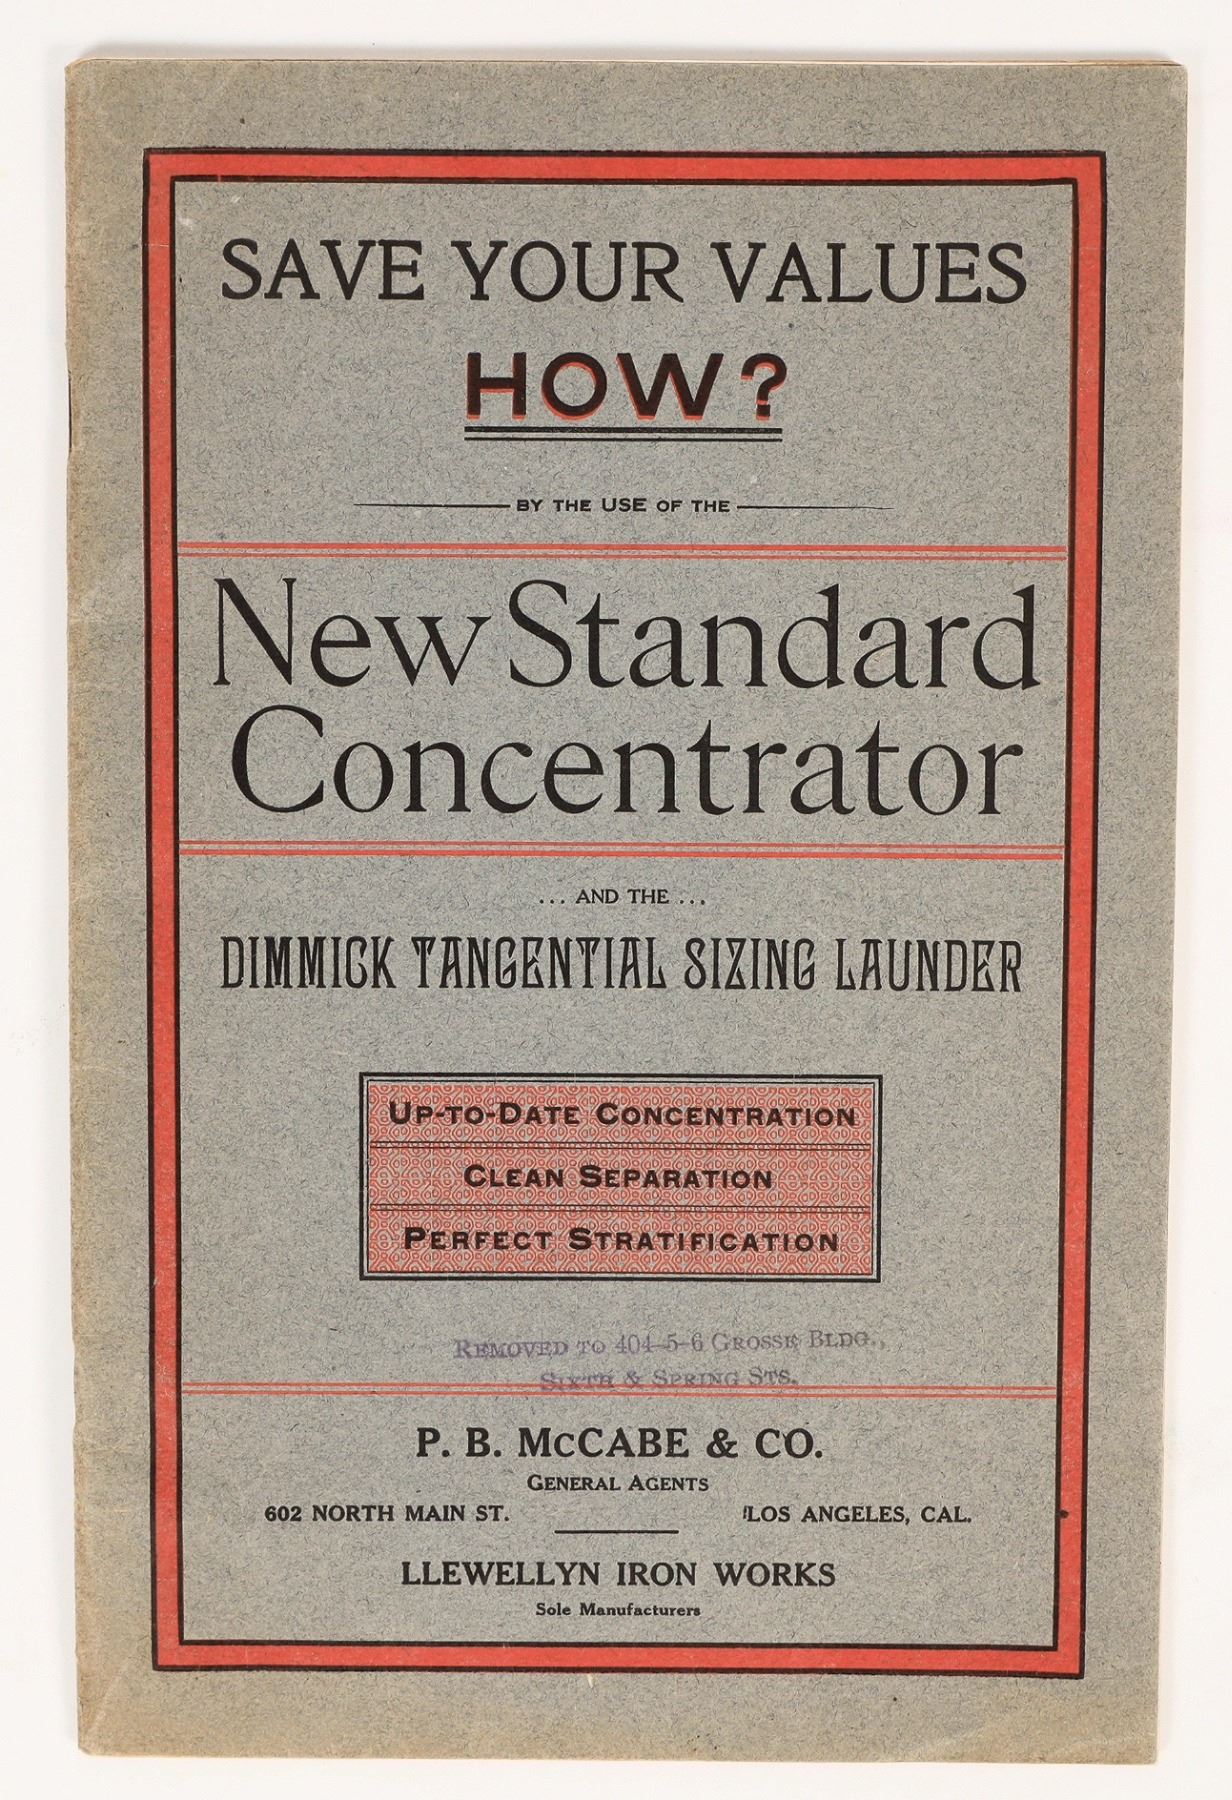 SAVE YOUR VALUES
HOW?
BY THE USE OF THE
New Standard
Concentrator
... AND THE ...
DIMMICK TANGENTIAL SIZING LAUNDER
UP-TO-DATE CONCENTRATION
CLEAN SEPARATION
PERFECT STRATIFICATION
REMOVED TO 404-5-6 GROSSE BLDG.,
SIXTH & SPRING STS.
P. B. McCABE & CO.
GENERAL AGENTS
602 NORTH MAIN ST. LOS ANGELES, CAL.
LLEWELLYN IRON WORKS
Sole Manufacturers